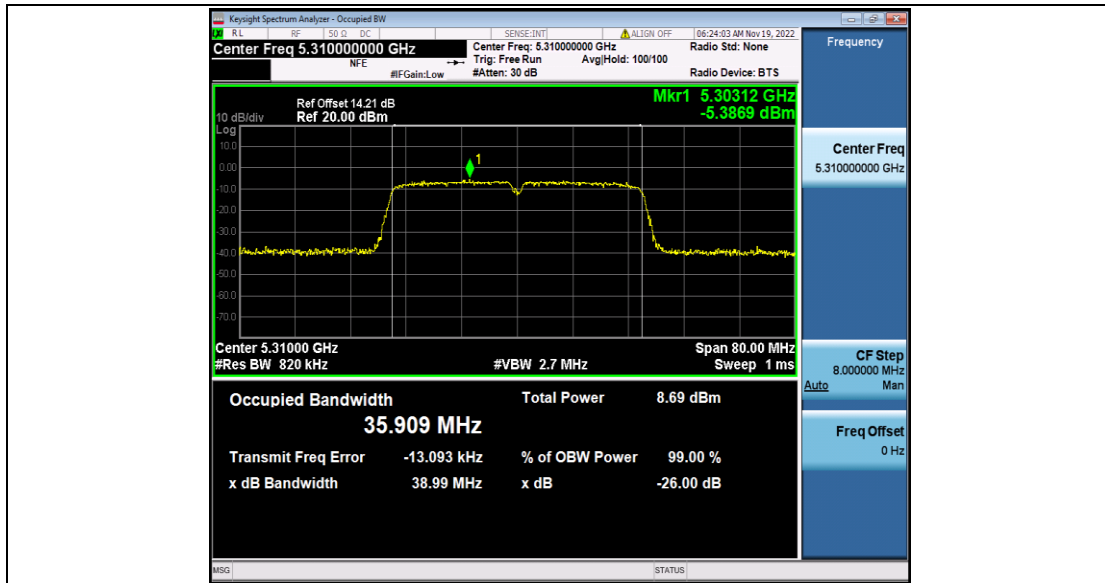 Keysight Spectrum Analyzer - Occupied BW
RL RF 50 Ω DC SENSE:INT ALIGN OFF 06:24:03 AM Nov 19, 2022
Center Freq 5.310000000 GHz
NFE
#IFGain:Low
Center Freq: 5.310000000 GHz
Trig: Free Run Avg|Hold: 100/100
#Atten: 30 dB
Radio Std: None
Radio Device: BTS
Frequency
Ref Offset 14.21 dB
10 dB/div Ref 20.00 dBm
Mkr1 5.30312 GHz
-5.3869 dBm
Log
10.0
0.00
-10.0
-20.0
-30.0
-40.0
-50.0
-60.0
-70.0
1
Center 5.31000 GHz Span 80.00 MHz
#Res BW 820 kHz #VBW 2.7 MHz Sweep 1 ms
Occupied Bandwidth Total Power 8.69 dBm
35.909 MHz
Transmit Freq Error -13.093 kHz % of OBW Power 99.00 %
x dB Bandwidth 38.99 MHz x dB -26.00 dB
Center Freq
5.310000000 GHz
CF Step
8.000000 MHz
Auto Man
Freq Offset
0 Hz
MSG STATUS